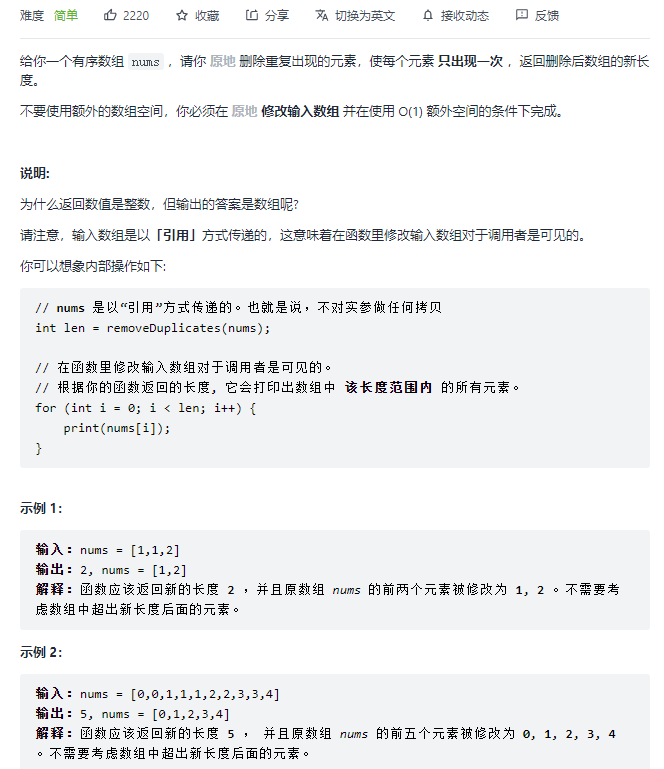 难度 简单 2220 收藏 分享 切换为英文 接收动态 反馈
给你一个有序数组 nums ，请你 原地 删除重复出现的元素，使每个元素 只出现一次 ，返回删除后数组的新长
度。
不要使用额外的数组空间，你必须在 原地 修改输入数组 并在使用 O(1) 额外空间的条件下完成。
说明:
为什么返回数值是整数，但输出的答案是数组呢?
请注意，输入数组是以「引用」方式传递的，这意味着在函数里修改输入数组对于调用者是可见的。
你可以想象内部操作如下:
// nums 是以“引用”方式传递的。也就是说，不对实参做任何拷贝
int len = removeDuplicates(nums);
// 在函数里修改输入数组对于调用者是可见的。
// 根据你的函数返回的长度, 它会打印出数组中 该长度范围内 的所有元素。
for (int i = 0; i < len; i++) {
    print(nums[i]);
}
示例 1：
输入：nums = [1,1,2]
输出：2, nums = [1,2]
解释：函数应该返回新的长度 2 ，并且原数组 nums 的前两个元素被修改为 1, 2 。不需要考
虑数组中超出新长度后面的元素。
示例 2：
输入：nums = [0,0,1,1,1,2,2,3,3,4]
输出：5, nums = [0,1,2,3,4]
解释：函数应该返回新的长度 5 ， 并且原数组 nums 的前五个元素被修改为 0, 1, 2, 3, 4
。不需要考虑数组中超出新长度后面的元素。